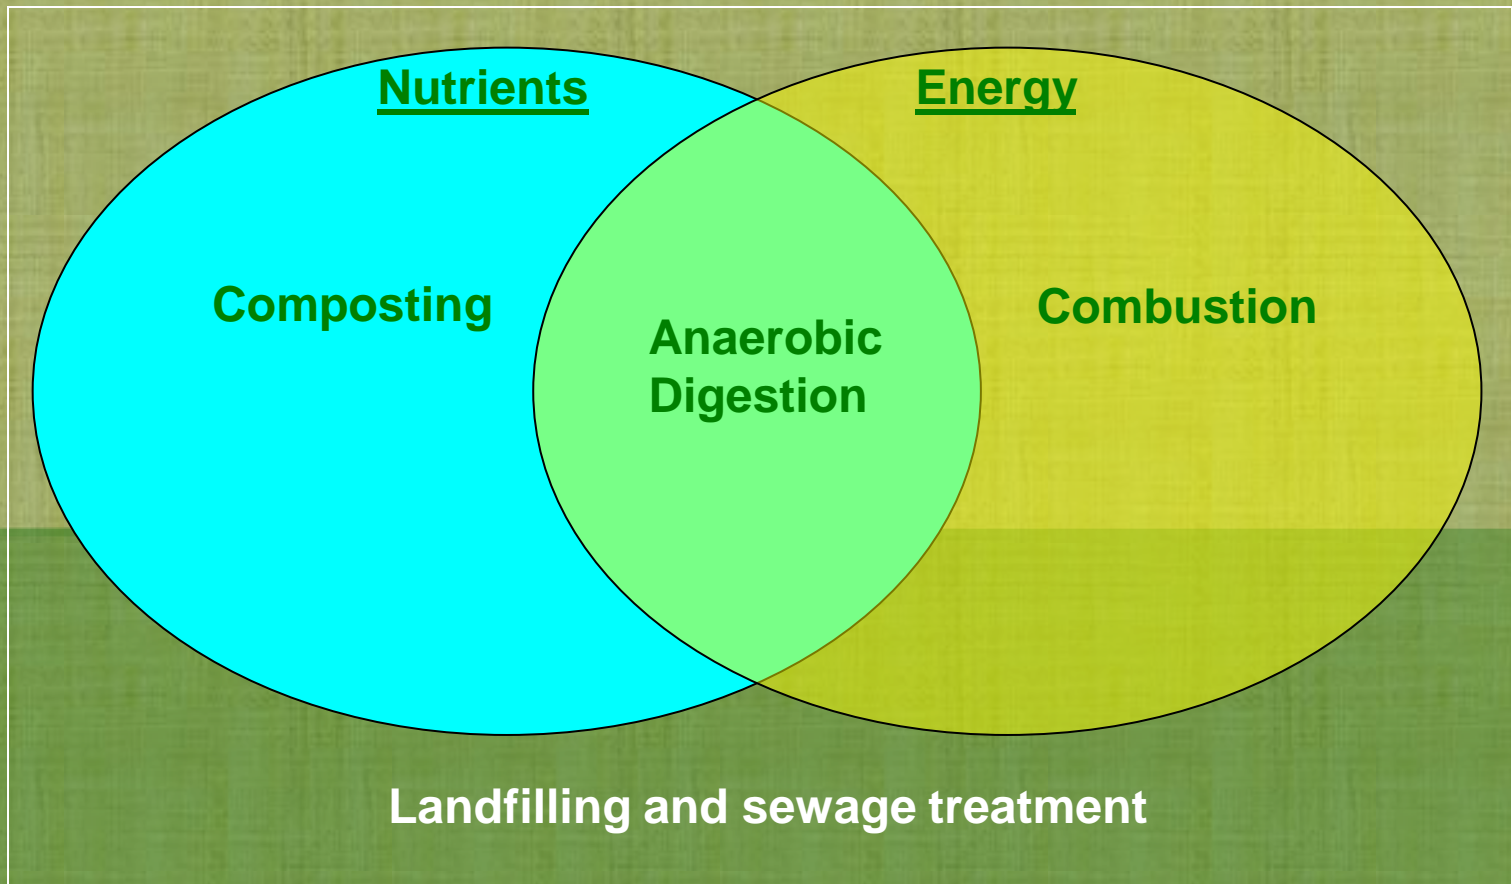 Nutrients
Energy
Composting
Anaerobic
Digestion
Combustion
Landfilling and sewage treatment